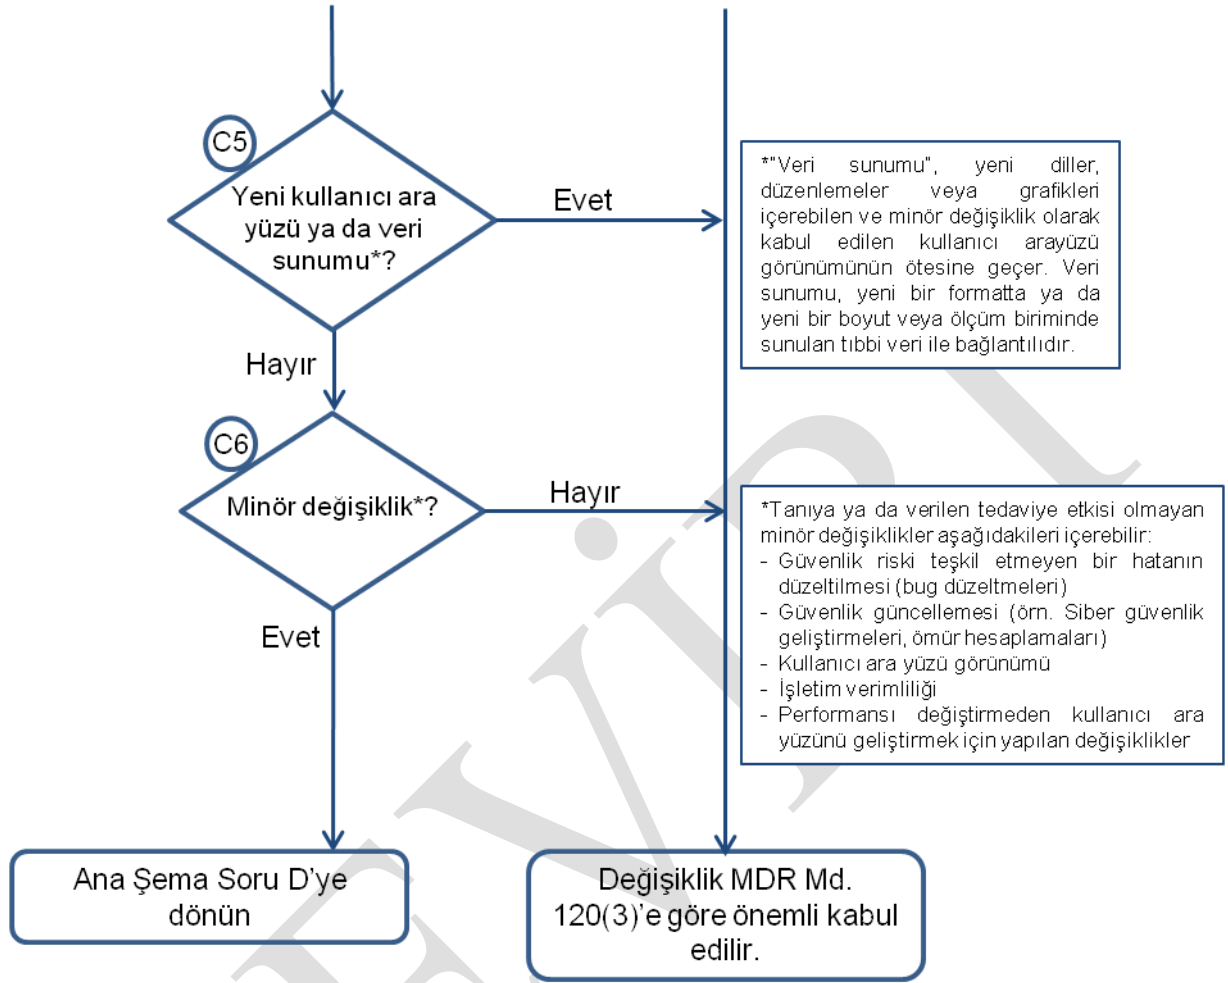 C5
Yeni kullanıcı ara
yüzü ya da veri
sunumu*?
Evet
*"Veri sunumu", yeni diller,
düzenlemeler veya grafikleri
içerebilen ve minör değişiklik olarak
kabul edilen kullanıcı arayüzü
görünümünün ötesine geçer. Veri
sunumu, yeni bir formatta ya da
yeni bir boyut veya ölçüm biriminde
sunulan tıbbi veri ile bağlantılıdır.
Hayır
C6
Minör değişiklik*?
Hayır
*Tanıya ya da verilen tedaviye etkisi olmayan
minör değişiklikler aşağıdakileri içerebilir:
- Güvenlik riski teşkil etmeyen bir hatanın
düzeltilmesi (bug düzeltmeleri)
- Güvenlik güncellemesi (örn. Siber güvenlik
geliştirmeleri, ömür hesaplamaları)
- Kullanıcı ara yüzü görünümü
- İşletim verimliliği
- Performansı değiştirmeden kullanıcı ara
yüzünü geliştirmek için yapılan değişiklikler
Evet
Ana Şema Soru D'ye
dönün
Değişiklik MDR Md.
120(3)'e göre önemli kabul
edilir.